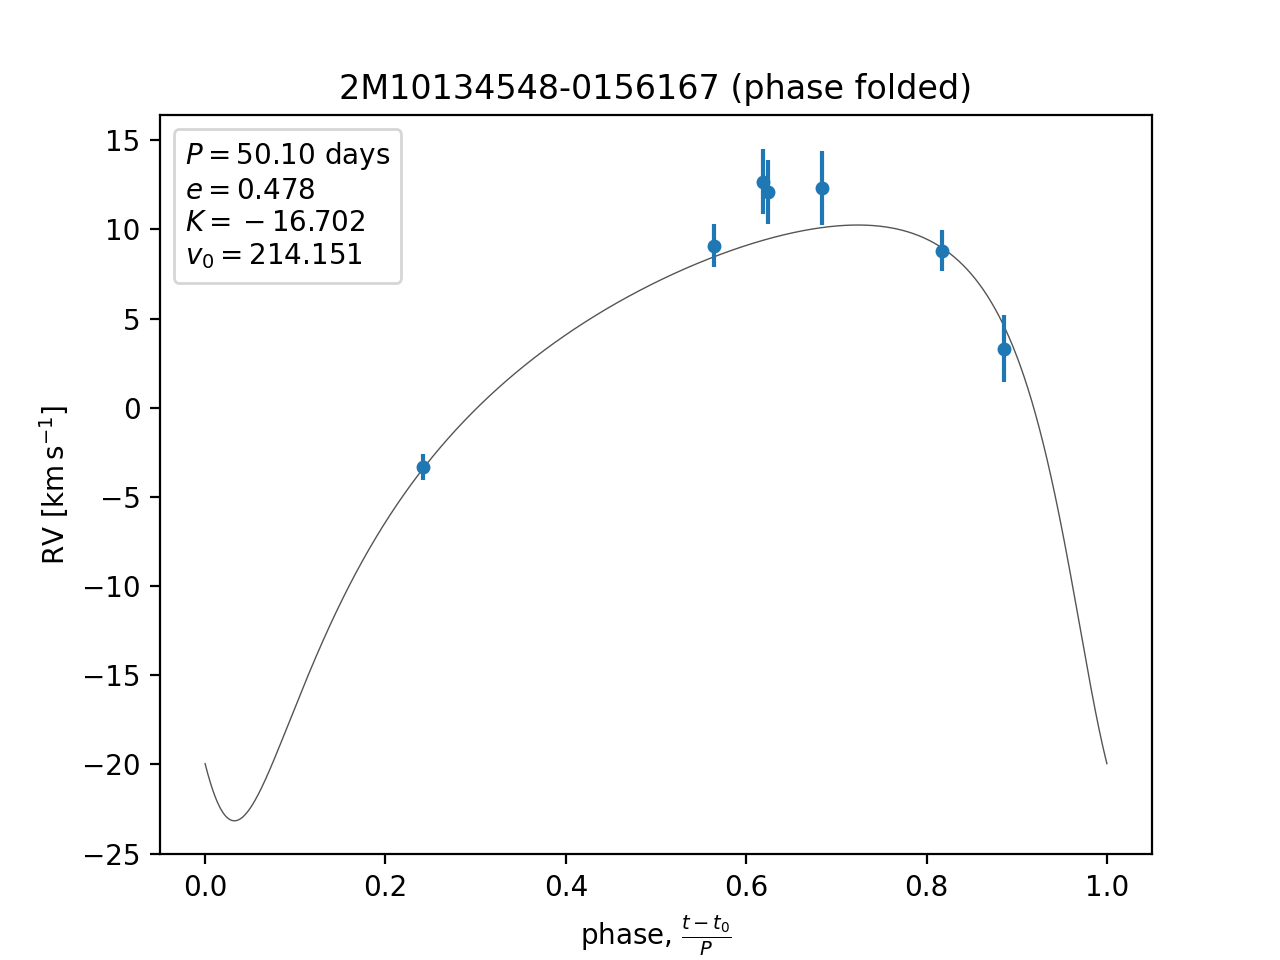 2M10134548-0156167 (phase folded)
P = 50.10 days
e = 0.478
K = −16.702
v₀ = 214.151
RV [km s⁻¹]
15
10
5
0
−5
−10
−15
−20
−25
0.0 0.2 0.4 0.6 0.8 1.0
phase, (t − t₀)/P